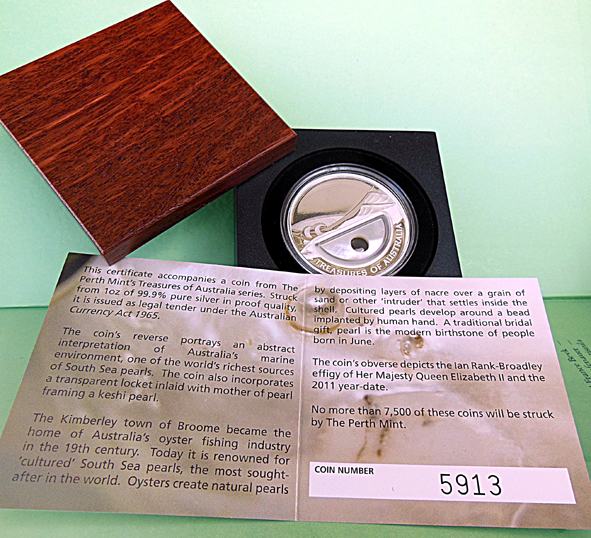 TREASURES OF AUSTRALIA
This certificate accompanies a coin from The
Perth Mint's Treasures of Australia series. Struck
from 1oz of 99.9% pure silver in proof quality,
it is issued as legal tender under the Australian
Currency Act 1965.
The coin's reverse portrays an abstract
interpretation of Australia's marine
environment, one of the world's richest sources
of South Sea pearls. The coin also incorporates
a transparent locket inlaid with mother of pearl
framing a keshi pearl.
The Kimberley town of Broome became the
home of Australia's oyster fishing industry
in the 19th century. Today it is renowned for
'cultured' South Sea pearls, the most sought-
after in the world. Oysters create natural pearls
by depositing layers of nacre over a grain of
sand or other 'intruder' that settles inside the
shell. Cultured pearls develop around a bead
implanted by human hand. A traditional bridal
gift, pearl is the modern birthstone of people
born in June.
The coin's obverse depicts the Ian Rank-Broadley
effigy of Her Majesty Queen Elizabeth II and the
2011 year-date.
No more than 7,500 of these coins will be struck
by The Perth Mint.
COIN NUMBER
5913